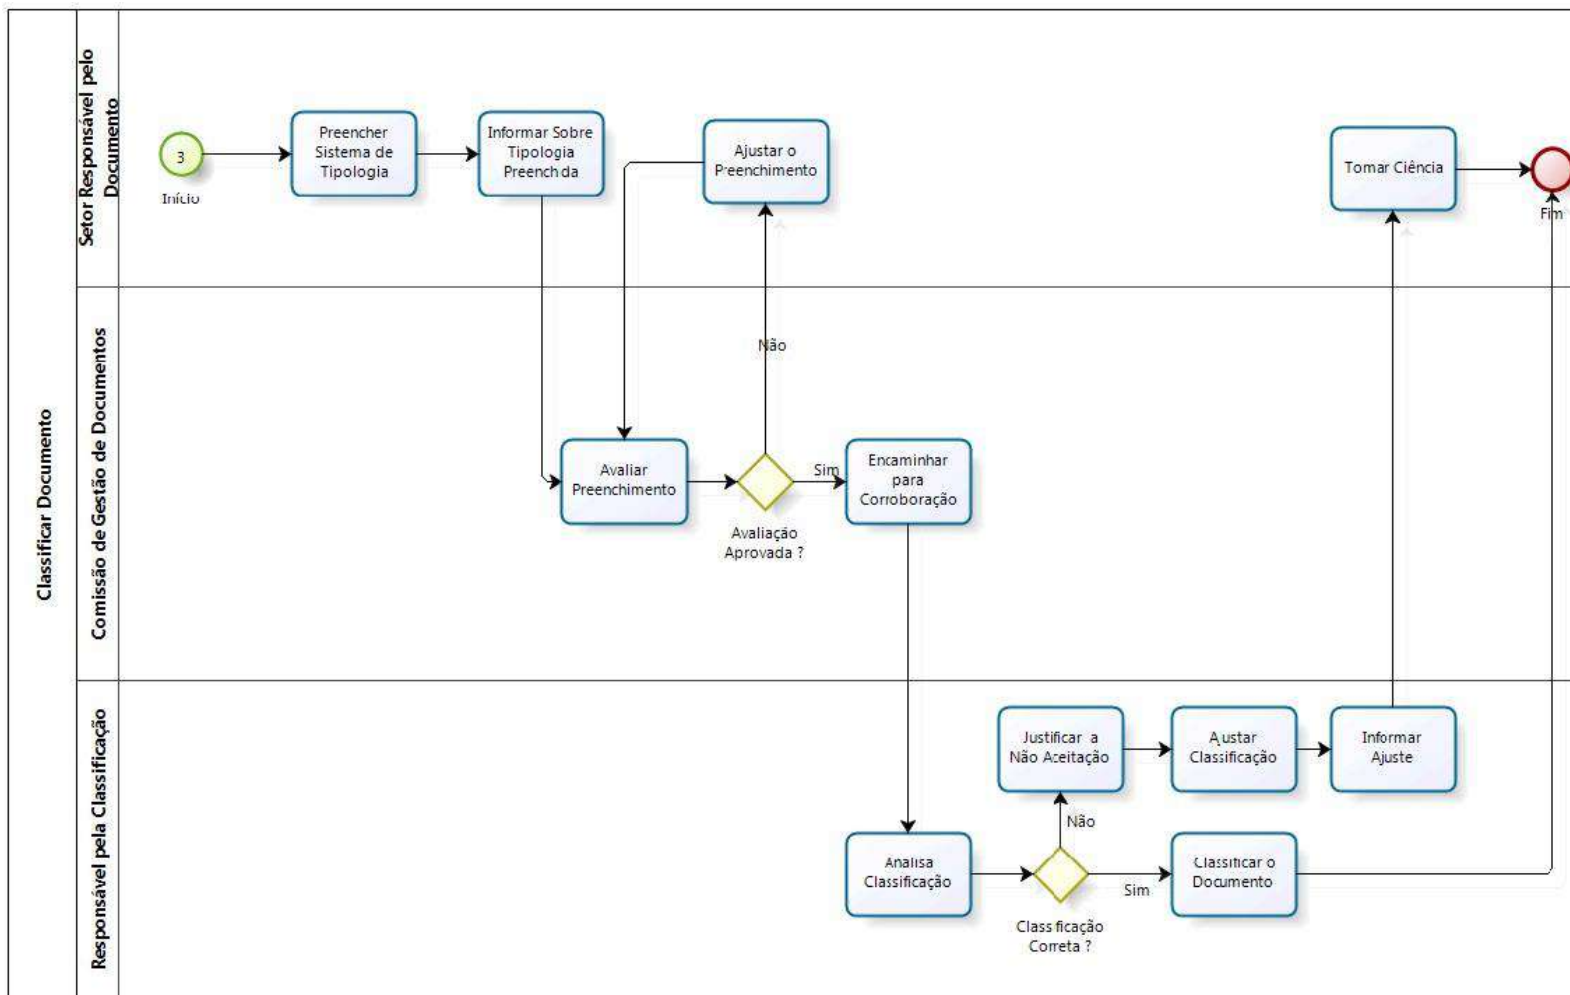 Classificar Documento
Setor Responsável pelo
Documento
3
Início
Preencher
Sistema de
Tipologia
Informar Sobre
Tipologia
Preenchida
Ajustar o
Preenchimento
Tomar Ciência
Fim
Comissão de Gestão de Documentos
Não
Avaliar
Preenchimento
Sim
Avaliação
Aprovada ?
Encaminhar
para
Corroboração
Responsável pela Classificação
Justificar a
Não Aceitação
Ajustar
Classificação
Informar
Ajuste
Não
Analisa
Classificação
Sim
Classificação
Correta ?
Classificar o
Documento